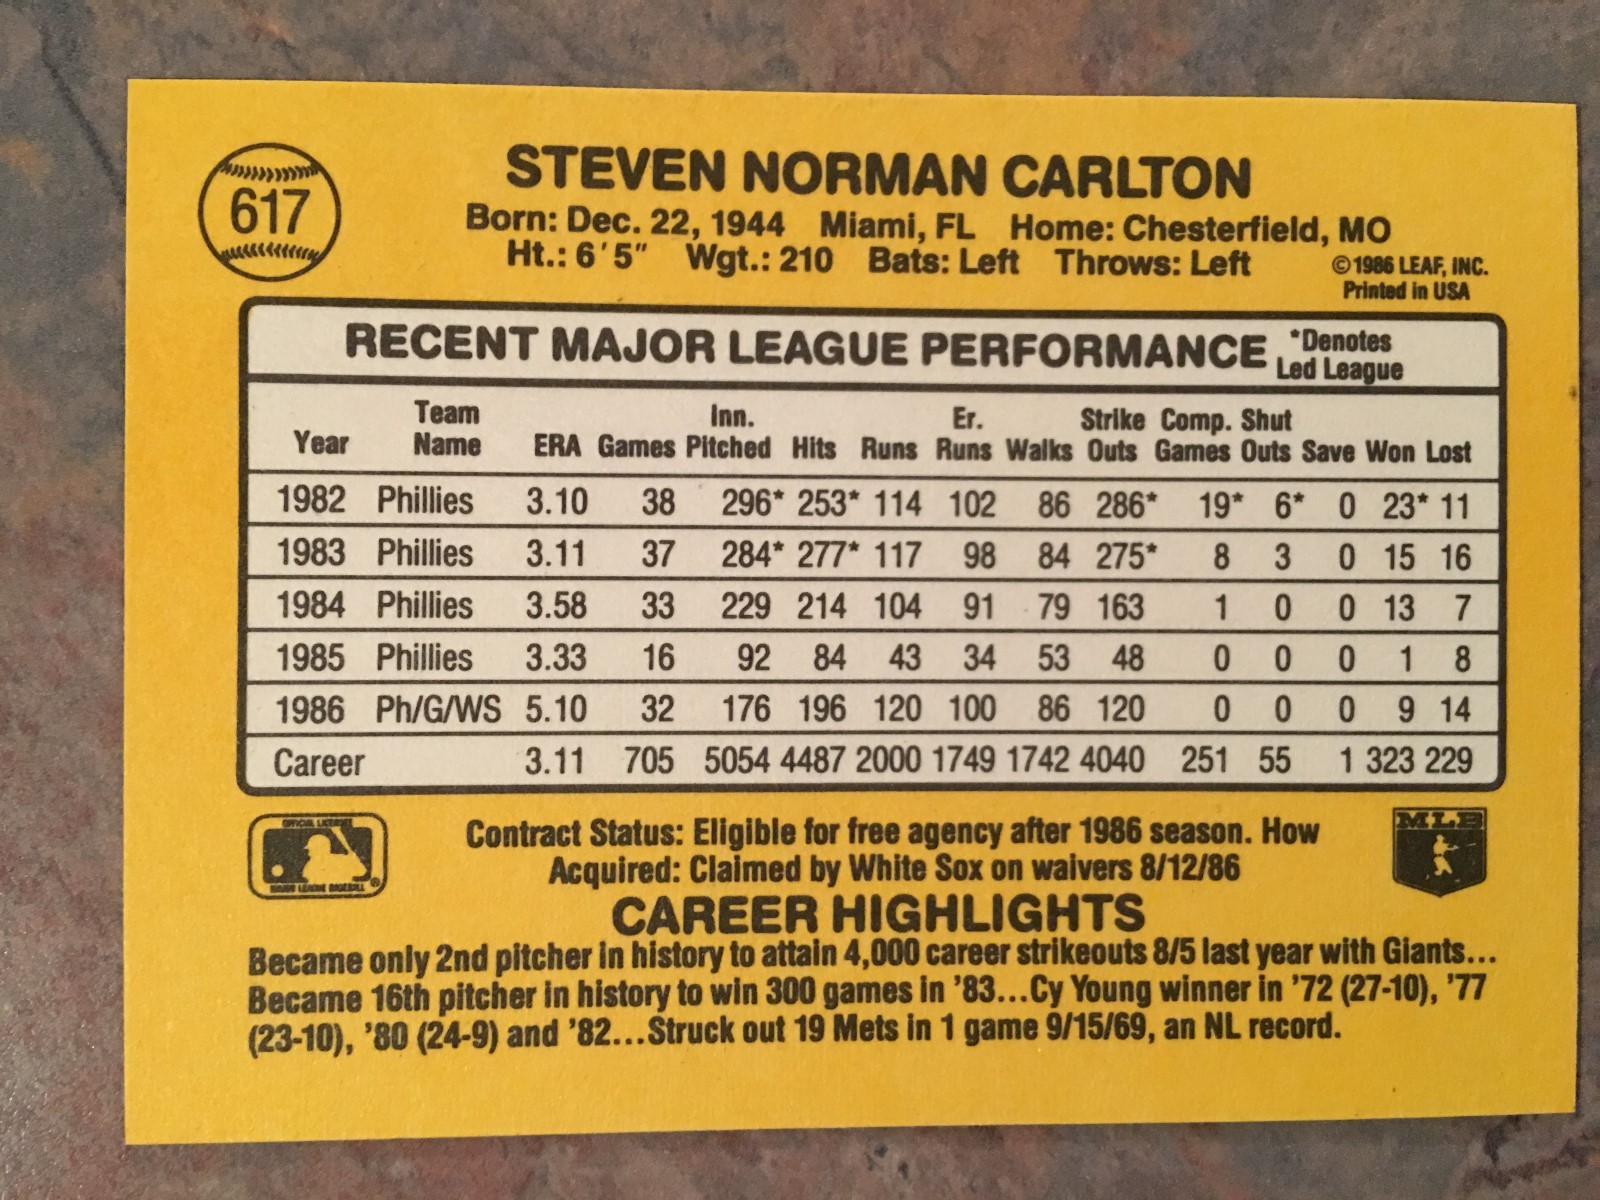 617
STEVEN NORMAN CARLTON
Born: Dec. 22, 1944 Miami, FL Home: Chesterfield, MO
Ht.: 6'5" Wgt.: 210 Bats: Left Throws: Left
©1986 LEAF, INC.
Printed in USA
RECENT MAJOR LEAGUE PERFORMANCE *Denotes
Led League
Team Inn. Er. Strike Comp. Shut
Year Name ERA Games Pitched Hits Runs Runs Walks Outs Games Outs Save Won Lost
1982 Phillies 3.10 38 296* 253* 114 102 86 286* 19* 6* 0 23* 11
1983 Phillies 3.11 37 284* 277* 117 98 84 275* 8 3 0 15 16
1984 Phillies 3.58 33 229 214 104 91 79 163 1 0 0 13 7
1985 Phillies 3.33 16 92 84 43 34 53 48 0 0 0 1 8
1986 Ph/G/WS 5.10 32 176 196 120 100 86 120 0 0 0 9 14
Career 3.11 705 5054 4487 2000 1749 1742 4040 251 55 1 323 229
OFFICIAL LICENSEE
MAJOR LEAGUE BASEBALL ®
Contract Status: Eligible for free agency after 1986 season. How
Acquired: Claimed by White Sox on waivers 8/12/86
MLB
CAREER HIGHLIGHTS
Became only 2nd pitcher in history to attain 4,000 career strikeouts 8/5 last year with Giants...
Became 16th pitcher in history to win 300 games in '83...Cy Young winner in '72 (27-10), '77
(23-10), '80 (24-9) and '82...Struck out 19 Mets in 1 game 9/15/69, an NL record.